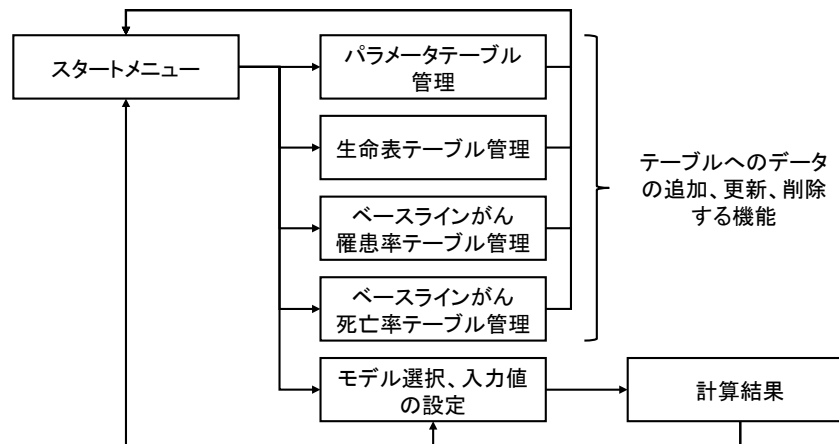 スタートメニュー
パラメータテーブル
管理
生命表テーブル管理
ベースラインがん
罹患率テーブル管理
ベースラインがん
死亡率テーブル管理
テーブルへのデータ
の追加、更新、削除
する機能
モデル選択、入力値
の設定
計算結果